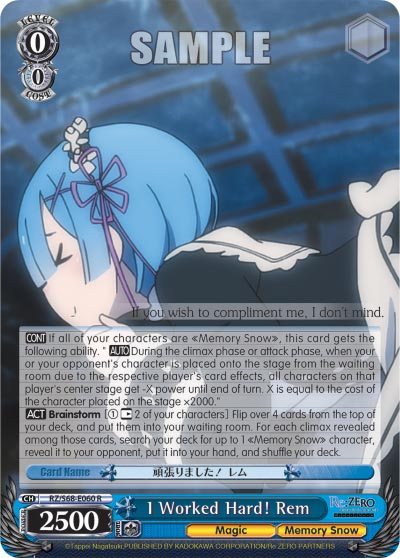 LEVEL
0
0
COST
SAMPLE
If you wish to compliment me, I don't mind.
CONT If all of your characters are «Memory Snow», this card gets the
following ability. " AUTO During the climax phase or attack phase, when your
or your opponent's character is placed onto the stage from the waiting
room due to the respective player's card effects, all characters on that
player's center stage get -X power until end of turn. X is equal to the cost of
the character placed on the stage ×2000."
ACT Brainstorm [① 2 of your characters] Flip over 4 cards from the top of
your deck, and put them into your waiting room. For each climax revealed
among those cards, search your deck for up to 1 «Memory Snow» character,
reveal it to your opponent, put it into your hand, and shuffle your deck.
Card Name 頑張りました！ レム
CH RZ/S68-E060 R
POWER 2500 I Worked Hard! Rem Re:ZERO
Magic Memory Snow
©Tappei Nagatsuki,PUBLISHED BY KADOKAWA CORPORATION/Re:ZERO PARTNERS